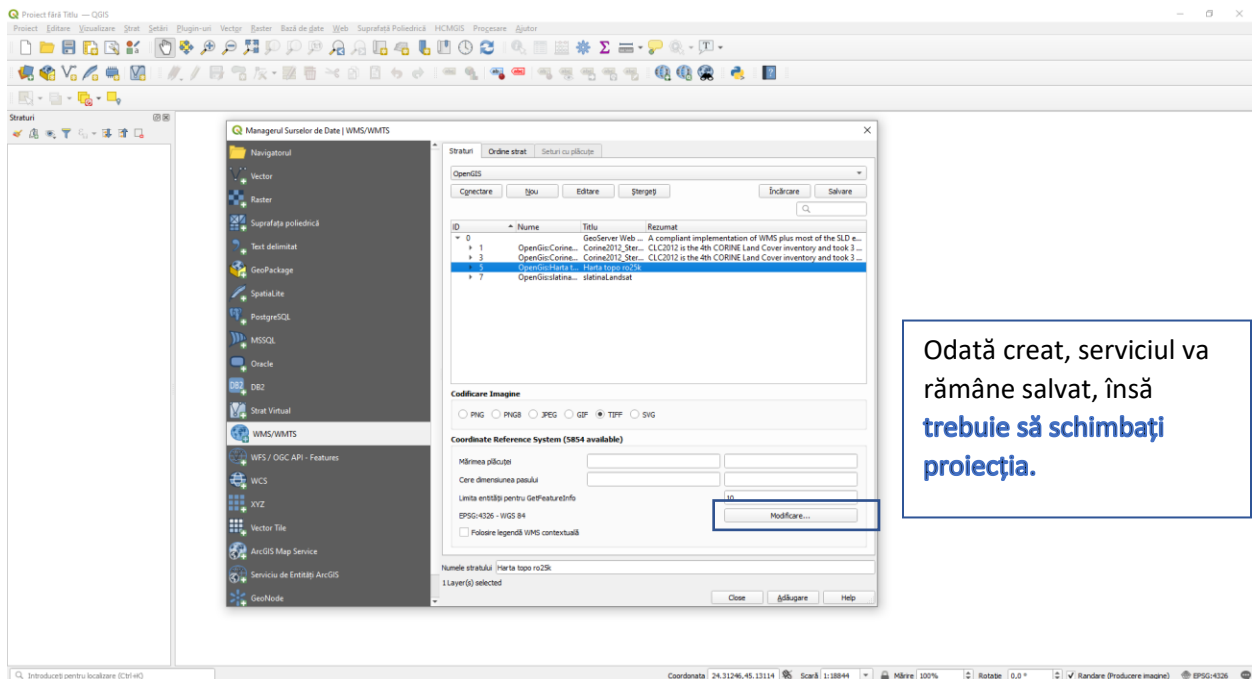 Proiect fără Titlu — QGIS
Proiect Editare Vizualizare Strat Setări Plugin-uri Vector Raster Bază de date Web Suprafață Poliedrică HCMGIS Procesare Ajutor
Straturi
Managerul Surselor de Date | WMS/WMTS
Navigatorul
Vector
Raster
Suprafața poliedrică
Text delimitat
GeoPackage
SpatiaLite
PostgreSQL
MSSQL
Oracle
DB2
Strat Virtual
WMS/WMTS
WFS / OGC API - Features
WCS
XYZ
Vector Tile
ArcGIS Map Service
Serviciu de Entități ArcGIS
GeoNode
Straturi Ordine strat Seturi cu plăcuțe
OpenGIS
Conectare Nou Editare Ștergeți Încărcare Salvare
ID Nume Titlu Rezumat
0 GeoServer Web ... A compliant implementation of WMS plus most of the SLD e...
1 OpenGis:Corine... Corine2012_Ster... CLC2012 is the 4th CORINE Land Cover inventory and took 3 ...
3 OpenGis:Corine... Corine2012_Ster... CLC2012 is the 4th CORINE Land Cover inventory and took 3 ...
5 OpenGis:Harta t... Harta topo ro25k
7 OpenGis:slatina... slatinaLandsat
Codificare Imagine
PNG PNG8 JPEG GIF TIFF SVG
Coordinate Reference System (5854 available)
Mărimea plăcuței
Cere dimensiunea pasului
Limita entității pentru GetFeatureInfo 10
EPSG:4326 - WGS 84 Modificare...
Folosire legendă WMS contextuală
Numele stratului Harta topo ro25k
1 Layer(s) selected
Close Adăugare Help
Odată creat, serviciul va
rămâne salvat, însă
trebuie să schimbați
proiecția.
Introduceți pentru localizare (Ctrl+K) Coordonata 24.31246,45.13114 Scară 1:18844 Mărire 100% Rotație 0,0 ° Randare (Producere imagine) EPSG:4326